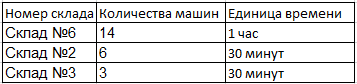 Номер склада Количества машин Единица времени
Склад №6 14 1 час
Склад №2 6 30 минут
Склад №3 3 30 минут